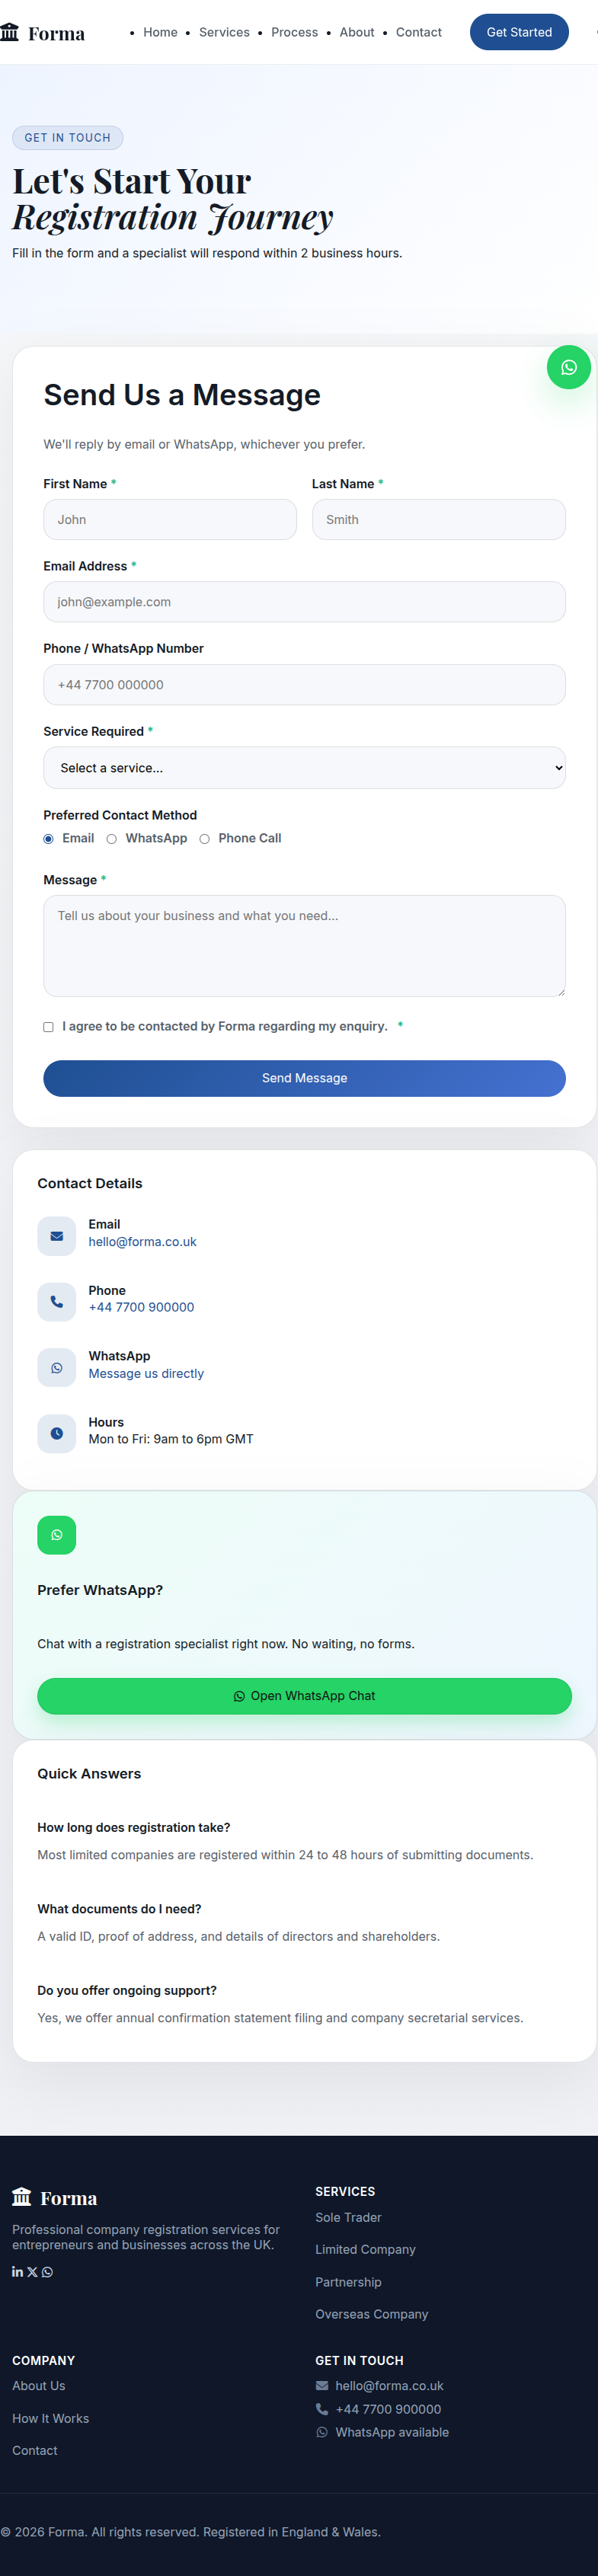 Forma
Home
Services
Process
About
Contact
Get Started
GET IN TOUCH
Let's Start Your
Registration Journey
Fill in the form and a specialist will respond within 2 business hours.
Send Us a Message
We'll reply by email or WhatsApp, whichever you prefer.
First Name *
Last Name *
John
Smith
Email Address *
john@example.com
Phone / WhatsApp Number
+44 7700 000000
Service Required *
Select a service...
Preferred Contact Method
Email
WhatsApp
Phone Call
Message *
Tell us about your business and what you need...
I agree to be contacted by Forma regarding my enquiry. *
Send Message
Contact Details
Email
hello@forma.co.uk
Phone
+44 7700 900000
WhatsApp
Message us directly
Hours
Mon to Fri: 9am to 6pm GMT
Prefer WhatsApp?
Chat with a registration specialist right now. No waiting, no forms.
Open WhatsApp Chat
Quick Answers
How long does registration take?
Most limited companies are registered within 24 to 48 hours of submitting documents.
What documents do I need?
A valid ID, proof of address, and details of directors and shareholders.
Do you offer ongoing support?
Yes, we offer annual confirmation statement filing and company secretarial services.
Forma
Professional company registration services for
entrepreneurs and businesses across the UK.
SERVICES
Sole Trader
Limited Company
Partnership
Overseas Company
COMPANY
About Us
How It Works
Contact
GET IN TOUCH
hello@forma.co.uk
+44 7700 900000
WhatsApp available
© 2026 Forma. All rights reserved. Registered in England & Wales.